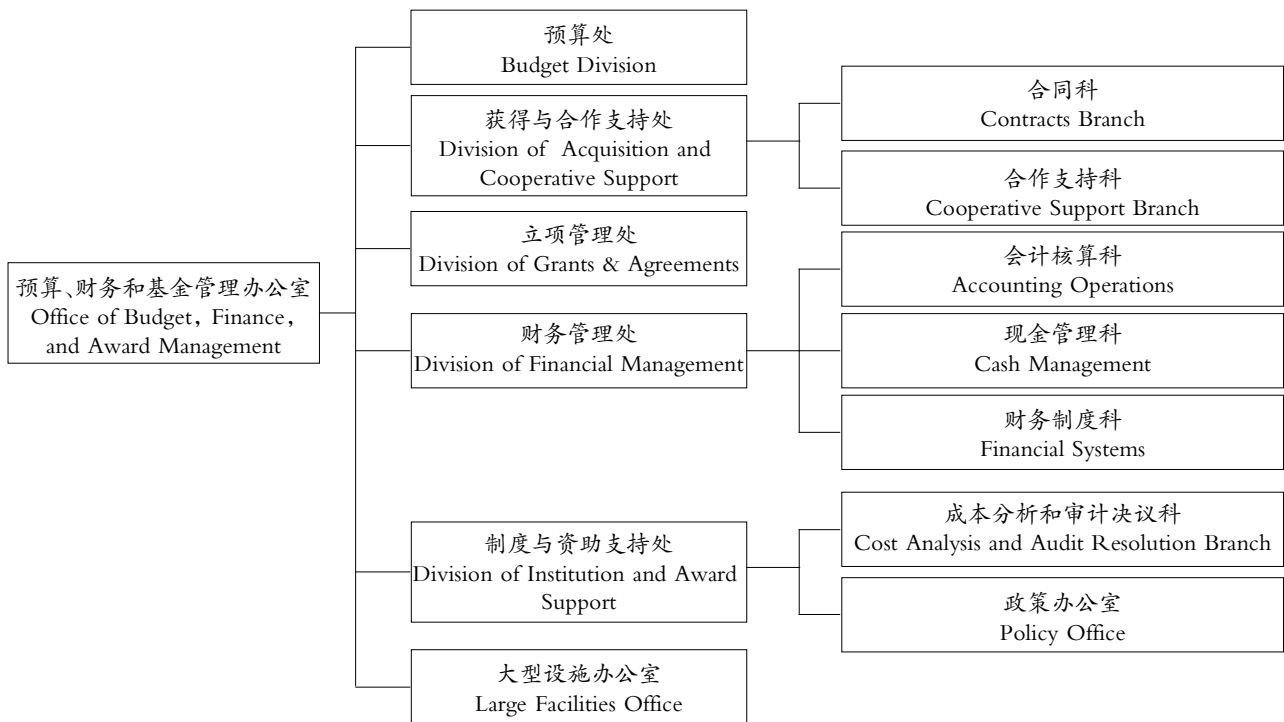 预算、财务和基金管理办公室
Office of Budget, Finance,
and Award Management
预算处
Budget Division
获得与合作支持处
Division of Acquisition and
Cooperative Support
立项管理处
Division of Grants & Agreements
财务管理处
Division of Financial Management
制度与资助支持处
Division of Institution and Award
Support
大型设施办公室
Large Facilities Office
合同科
Contracts Branch
合作支持科
Cooperative Support Branch
会计核算科
Accounting Operations
现金管理科
Cash Management
财务制度科
Financial Systems
成本分析和审计决议科
Cost Analysis and Audit Resolution Branch
政策办公室
Policy Office